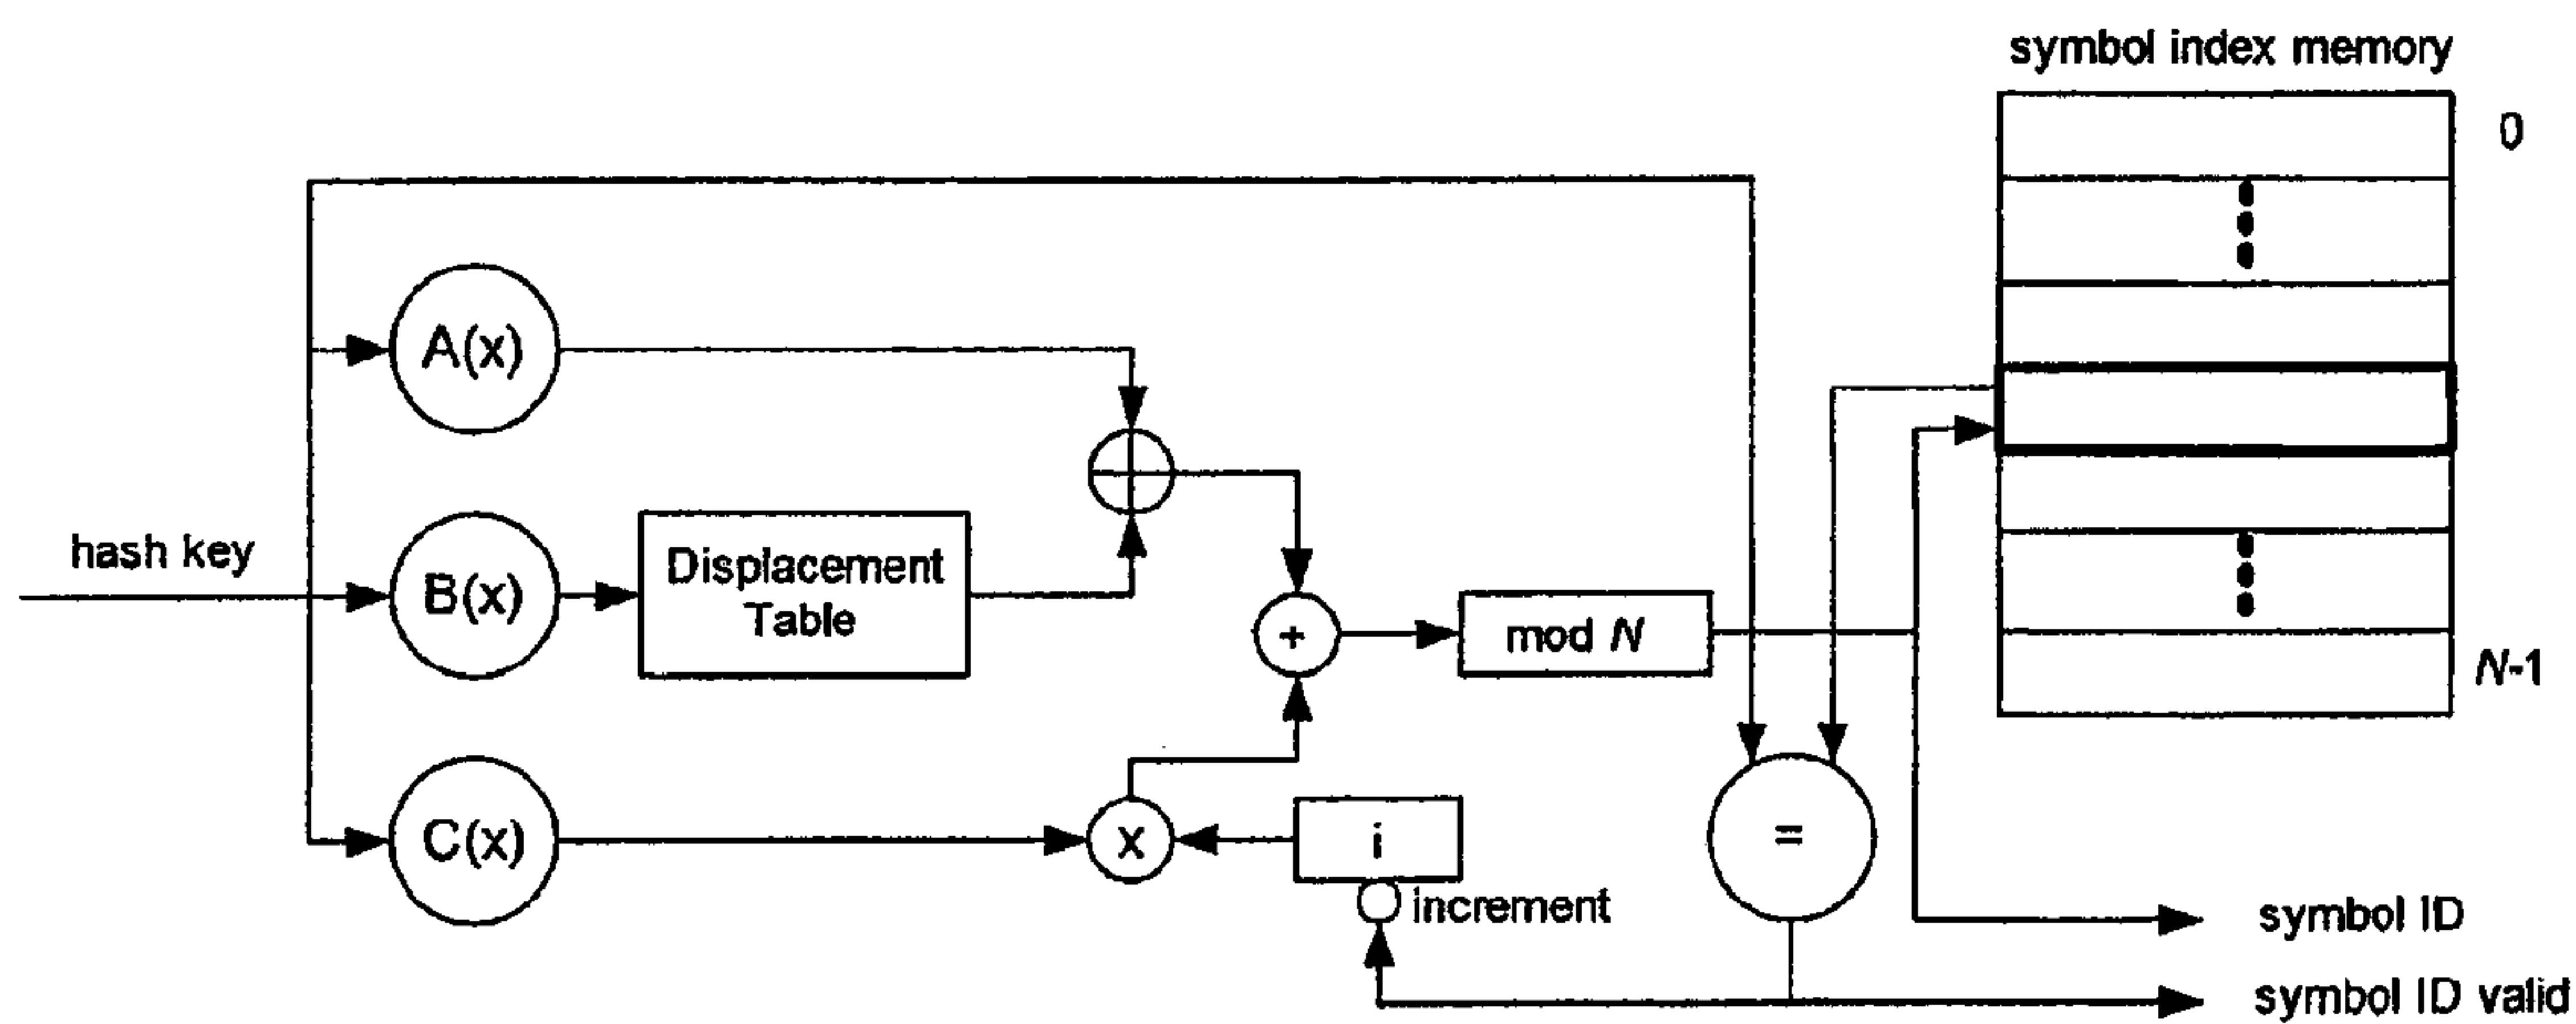 symbol index memory
0
A(x)
hash key
B(x)
Displacement
Table
+
mod N
N-1
C(x)
x
i
=
increment
symbol ID
symbol ID valid